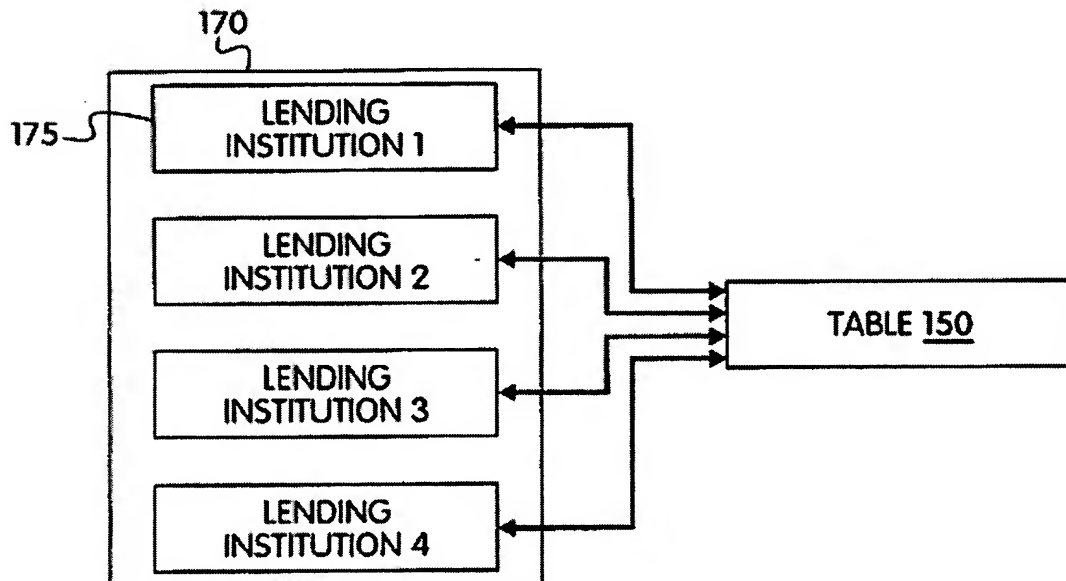 170
175
LENDING
INSTITUTION 1
LENDING
INSTITUTION 2
TABLE 150
LENDING
INSTITUTION 3
LENDING
INSTITUTION 4